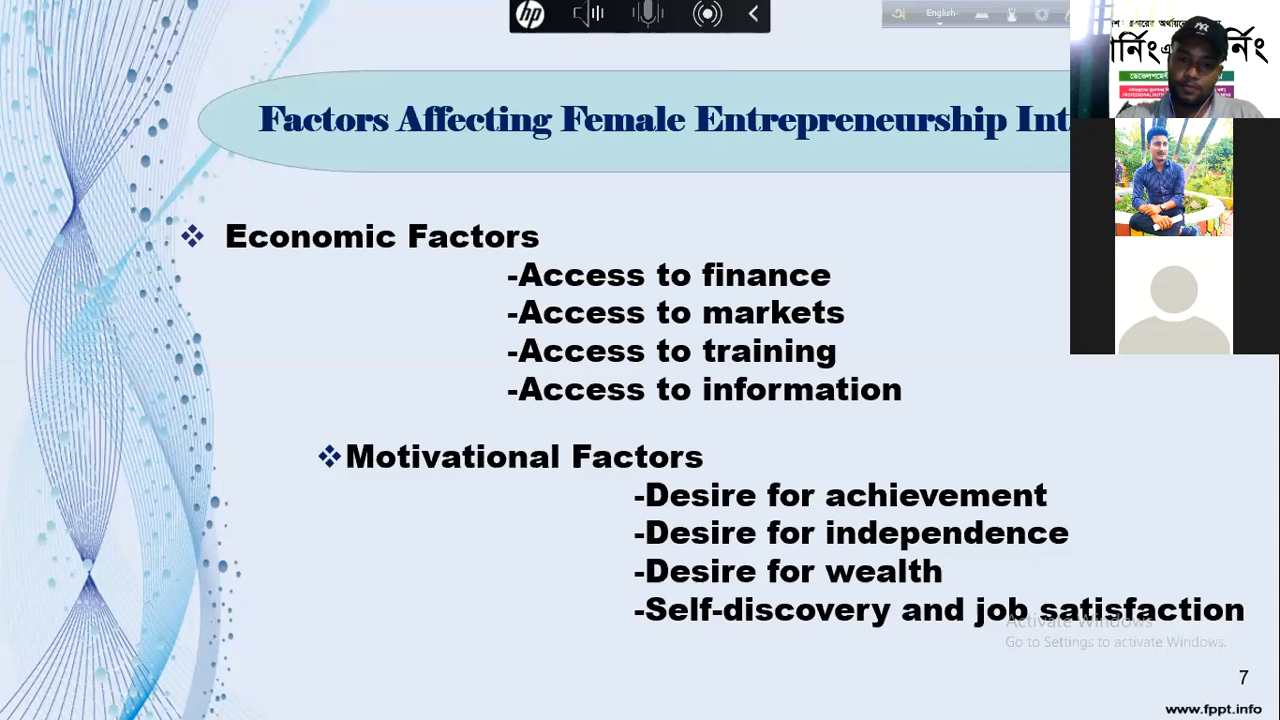 hp
English
র্নিং এ
র্নিং
Factors Affecting Female Entrepreneurship Int
❖ Economic Factors
-Access to finance
-Access to markets
-Access to training
-Access to information
❖Motivational Factors
-Desire for achievement
-Desire for independence
-Desire for wealth
-Self-discovery and job satisfaction
Activate Windows
Go to Settings to activate Windows.
7
www.fppt.info